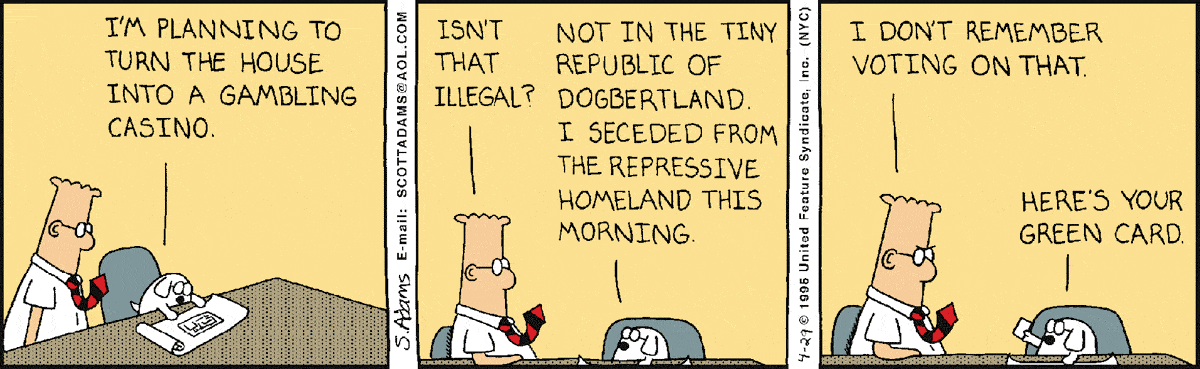 I'M PLANNING TO
TURN THE HOUSE
INTO A GAMBLING
CASINO.
S.Adams E-mail: SCOTTADAMS@AOL.COM
ISN'T
THAT
ILLEGAL?
NOT IN THE TINY
REPUBLIC OF
DOGBERTLAND.
I SECEDED FROM
THE REPRESSIVE
HOMELAND THIS
MORNING.
4-29 © 1995 United Feature Syndicate, Inc. (NYC)
I DON'T REMEMBER
VOTING ON THAT.
HERE'S YOUR
GREEN CARD.